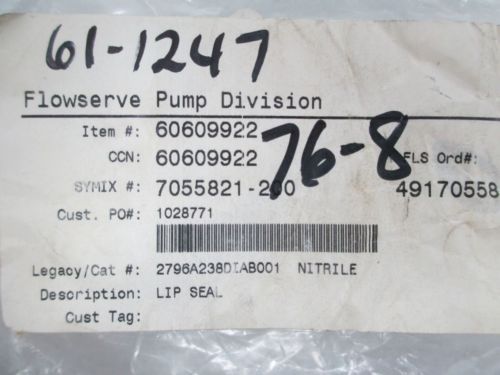 61-1247
Flowserve Pump Division
Item #: 60609922
CCN: 60609922
76-8
FLS Ord#:
SYMIX #: 7055821-200
49170558
Cust. PO#: 1028771
Legacy/Cat #: 2796A238DIAB001 NITRILE
Description: LIP SEAL
Cust Tag: